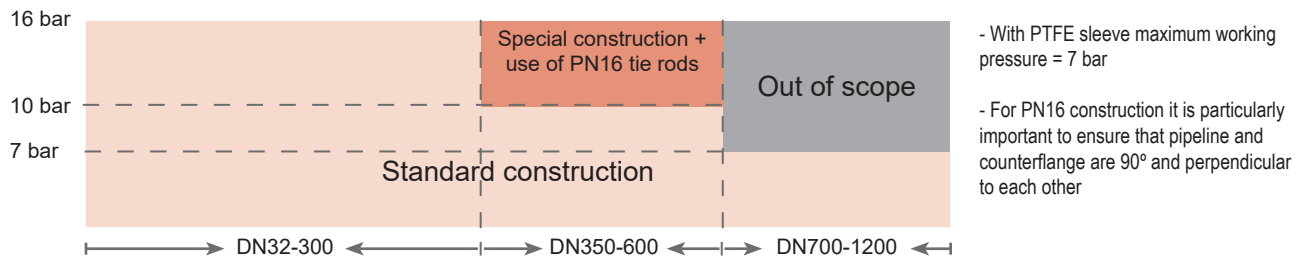 16 bar
Special construction +
use of PN16 tie rods
Out of scope
10 bar
7 bar
Standard construction
DN32-300
DN350-600
DN700-1200
- With PTFE sleeve maximum working
pressure = 7 bar
- For PN16 construction it is particularly
important to ensure that pipeline and
counterflange are 90º and perpendicular
to each other